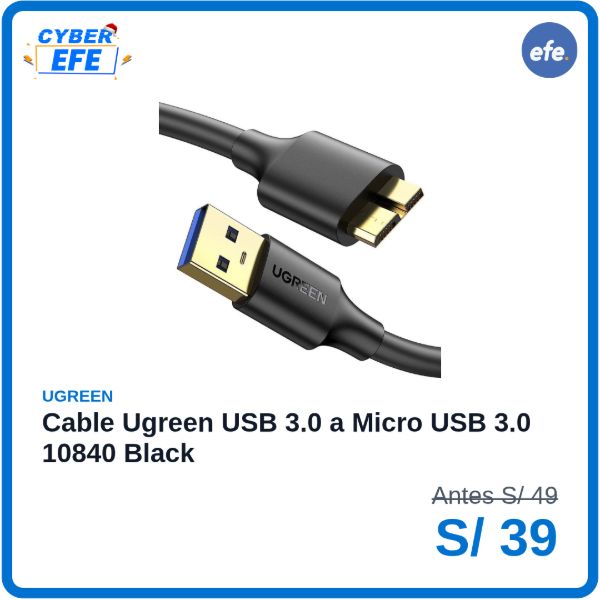 CYBER
EFE
efe.
UGREEN
UGREEN
Cable Ugreen USB 3.0 a Micro USB 3.0
10840 Black
Antes S/ 49
S/ 39